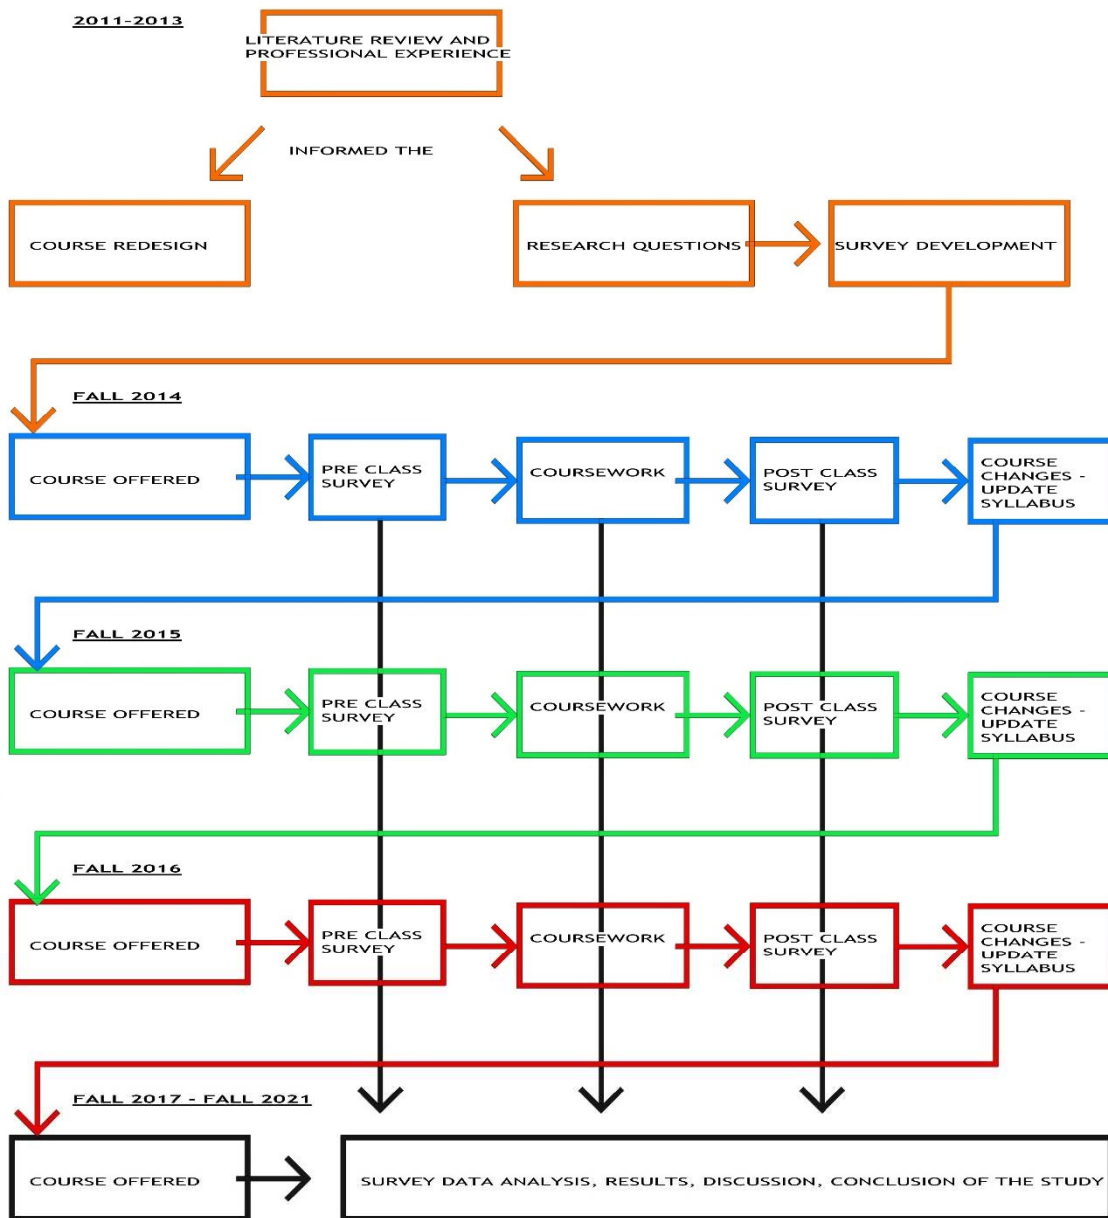 2011-2013
LITERATURE REVIEW AND
PROFESSIONAL EXPERIENCE
INFORMED THE
COURSE REDESIGN
RESEARCH QUESTIONS
SURVEY DEVELOPMENT
FALL 2014
COURSE OFFERED
PRE CLASS
SURVEY
COURSEWORK
POST CLASS
SURVEY
COURSE
CHANGES -
UPDATE
SYLLABUS
FALL 2015
COURSE OFFERED
PRE CLASS
SURVEY
COURSEWORK
POST CLASS
SURVEY
COURSE
CHANGES -
UPDATE
SYLLABUS
FALL 2016
COURSE OFFERED
PRE CLASS
SURVEY
COURSEWORK
POST CLASS
SURVEY
COURSE
CHANGES -
UPDATE
SYLLABUS
FALL 2017 - FALL 2021
COURSE OFFERED
SURVEY DATA ANALYSIS, RESULTS, DISCUSSION, CONCLUSION OF THE STUDY